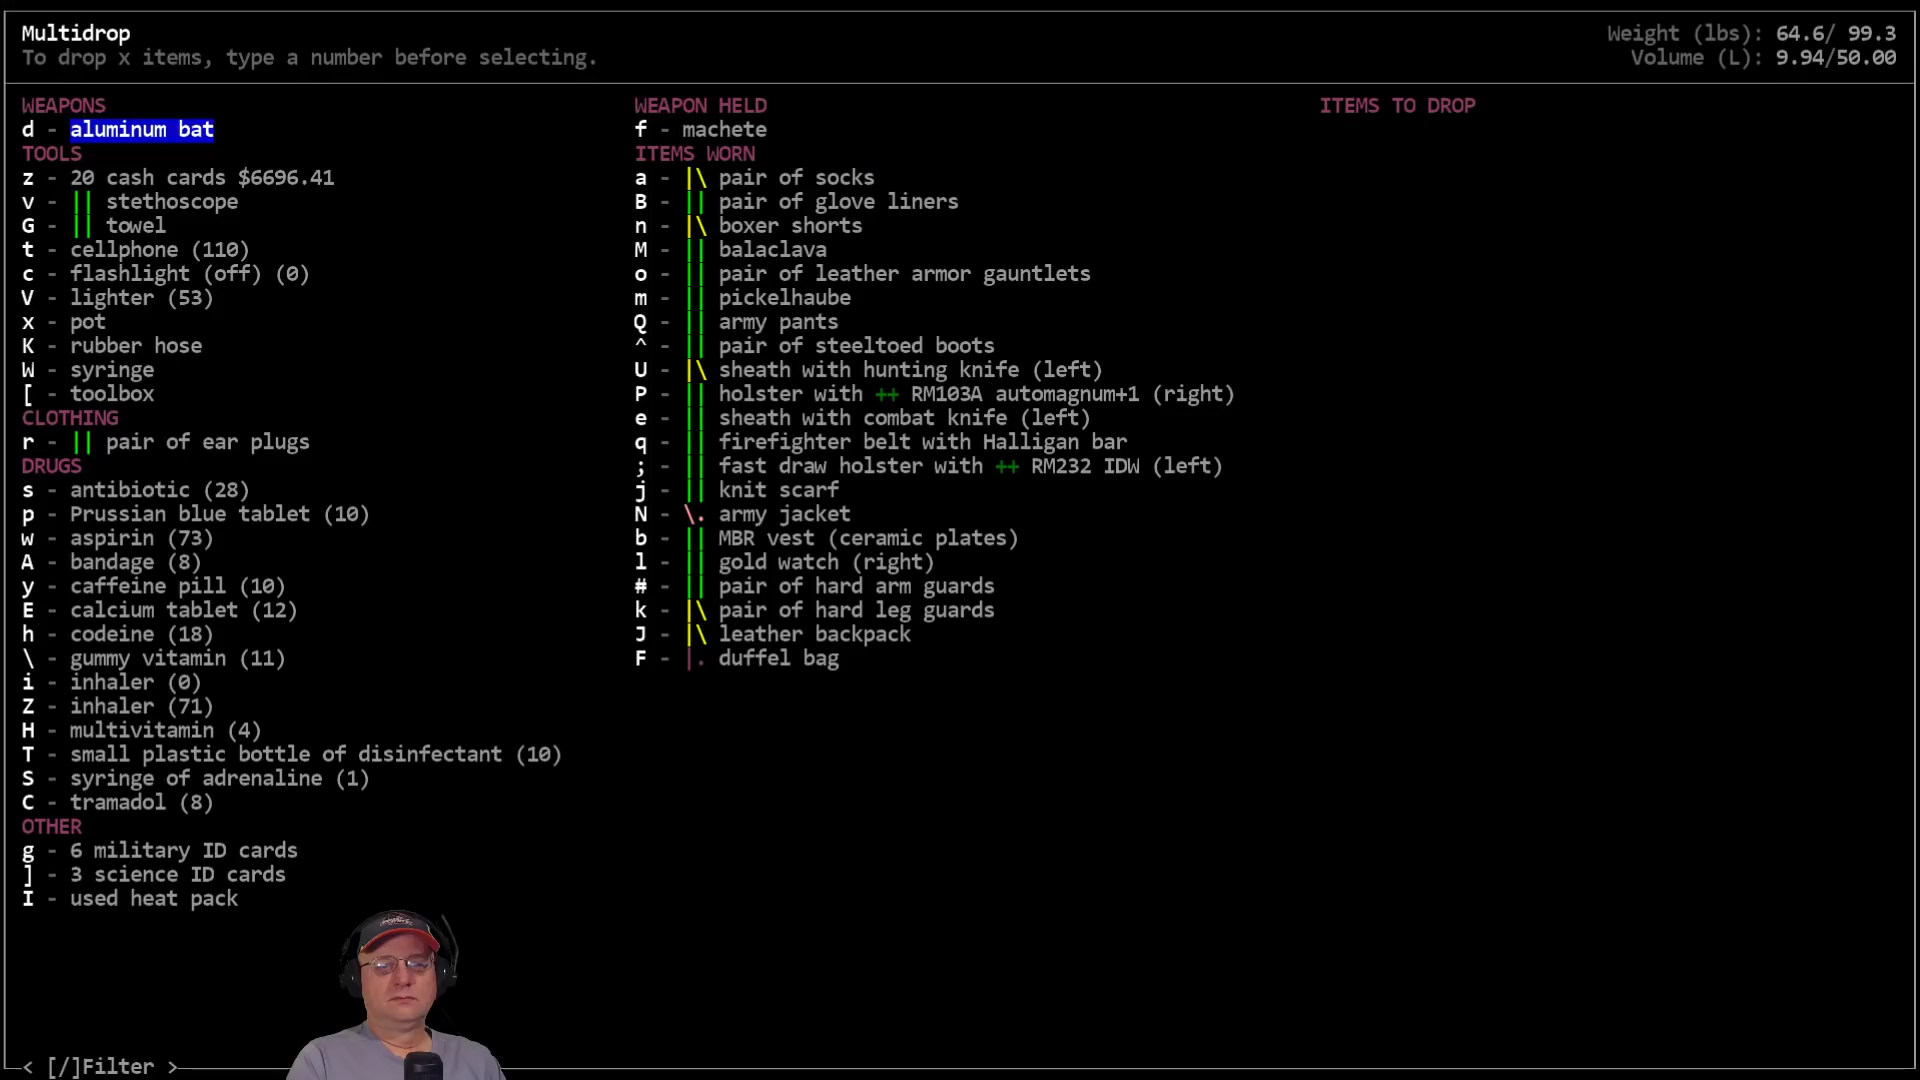 Multidrop
To drop x items, type a number before selecting.
Weight (lbs): 64.6/ 99.3
Volume (L): 9.94/50.00
WEAPONS
d - aluminum bat
TOOLS
z - 20 cash cards $6696.41
v - || stethoscope
G - || towel
t - cellphone (110)
c - flashlight (off) (0)
V - lighter (53)
x - pot
K - rubber hose
W - syringe
[ - toolbox
CLOTHING
r - || pair of ear plugs
DRUGS
s - antibiotic (28)
p - Prussian blue tablet (10)
w - aspirin (73)
A - bandage (8)
y - caffeine pill (10)
E - calcium tablet (12)
h - codeine (18)
\ - gummy vitamin (11)
i - inhaler (0)
Z - inhaler (71)
H - multivitamin (4)
T - small plastic bottle of disinfectant (10)
S - syringe of adrenaline (1)
C - tramadol (8)
OTHER
g - 6 military ID cards
] - 3 science ID cards
I - used heat pack
WEAPON HELD
f - machete
ITEMS WORN
a - |\ pair of socks
B - || pair of glove liners
n - |\ boxer shorts
M - || balaclava
o - || pair of leather armor gauntlets
m - || pickelhaube
Q - || army pants
^ - || pair of steeltoed boots
U - |\ sheath with hunting knife (left)
P - || holster with ++ RM103A automagnum+1 (right)
e - || sheath with combat knife (left)
q - || firefighter belt with Halligan bar
; - || fast draw holster with ++ RM232 IDW (left)
j - || knit scarf
N - \. army jacket
b - || MBR vest (ceramic plates)
l - || gold watch (right)
# - || pair of hard arm guards
k - |\ pair of hard leg guards
J - |\ leather backpack
F - |. duffel bag
ITEMS TO DROP
< [/]Filter >